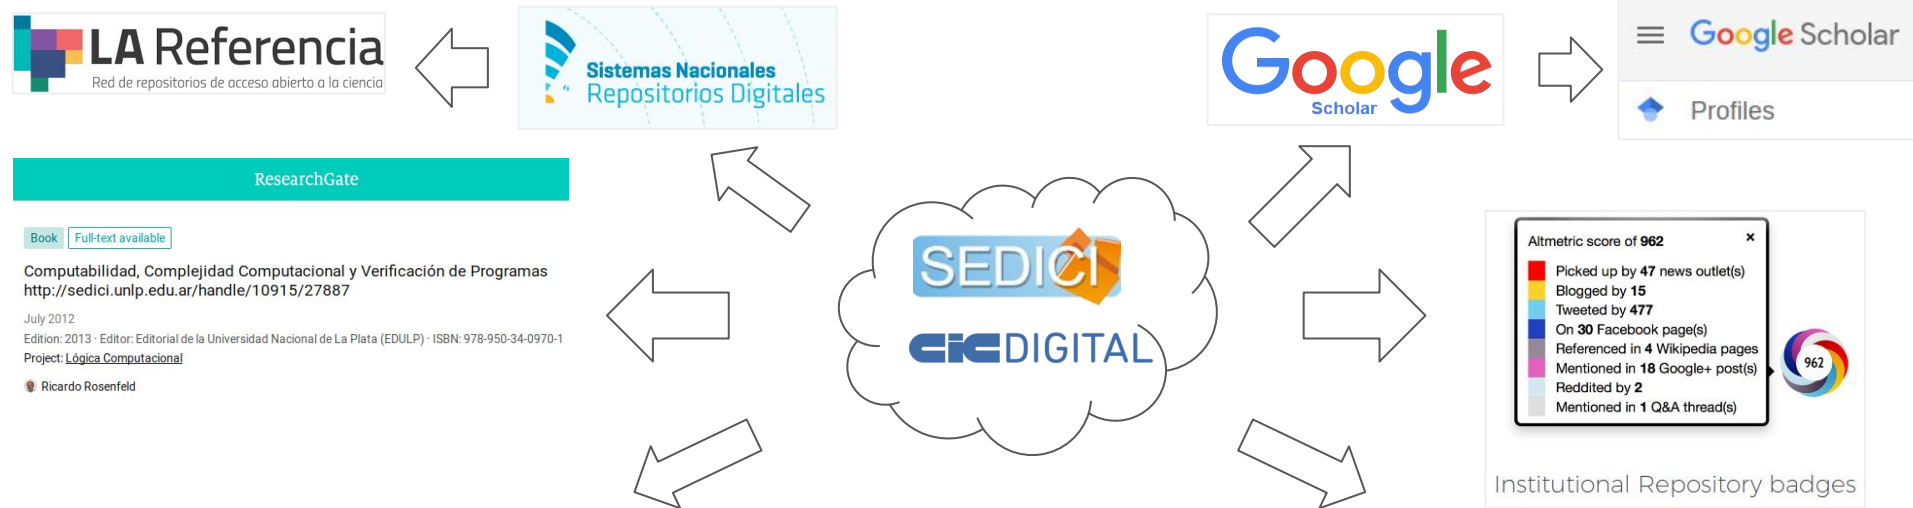 LA Referencia
Red de repositorios de acceso abierto a la ciencia
Sistemas Nacionales
Repositorios Digitales
Google
Scholar
Google Scholar
Profiles
ResearchGate
Book Full-text available
Computabilidad, Complejidad Computacional y Verificación de Programas
http://sedici.unlp.edu.ar/handle/10915/27887
July 2012
Edition: 2013 · Editor: Editorial de la Universidad Nacional de La Plata (EDULP) · ISBN: 978-950-34-0970-1
Project: Lógica Computacional
Ricardo Rosenfeld
SEDICI
CIC DIGITAL
Altmetric score of 962 ×
Picked up by 47 news outlet(s)
Blogged by 15
Tweeted by 477
On 30 Facebook page(s)
Referenced in 4 Wikipedia pages
Mentioned in 18 Google+ post(s)
Reddited by 2
Mentioned in 1 Q&A thread(s)
962
Institutional Repository badges